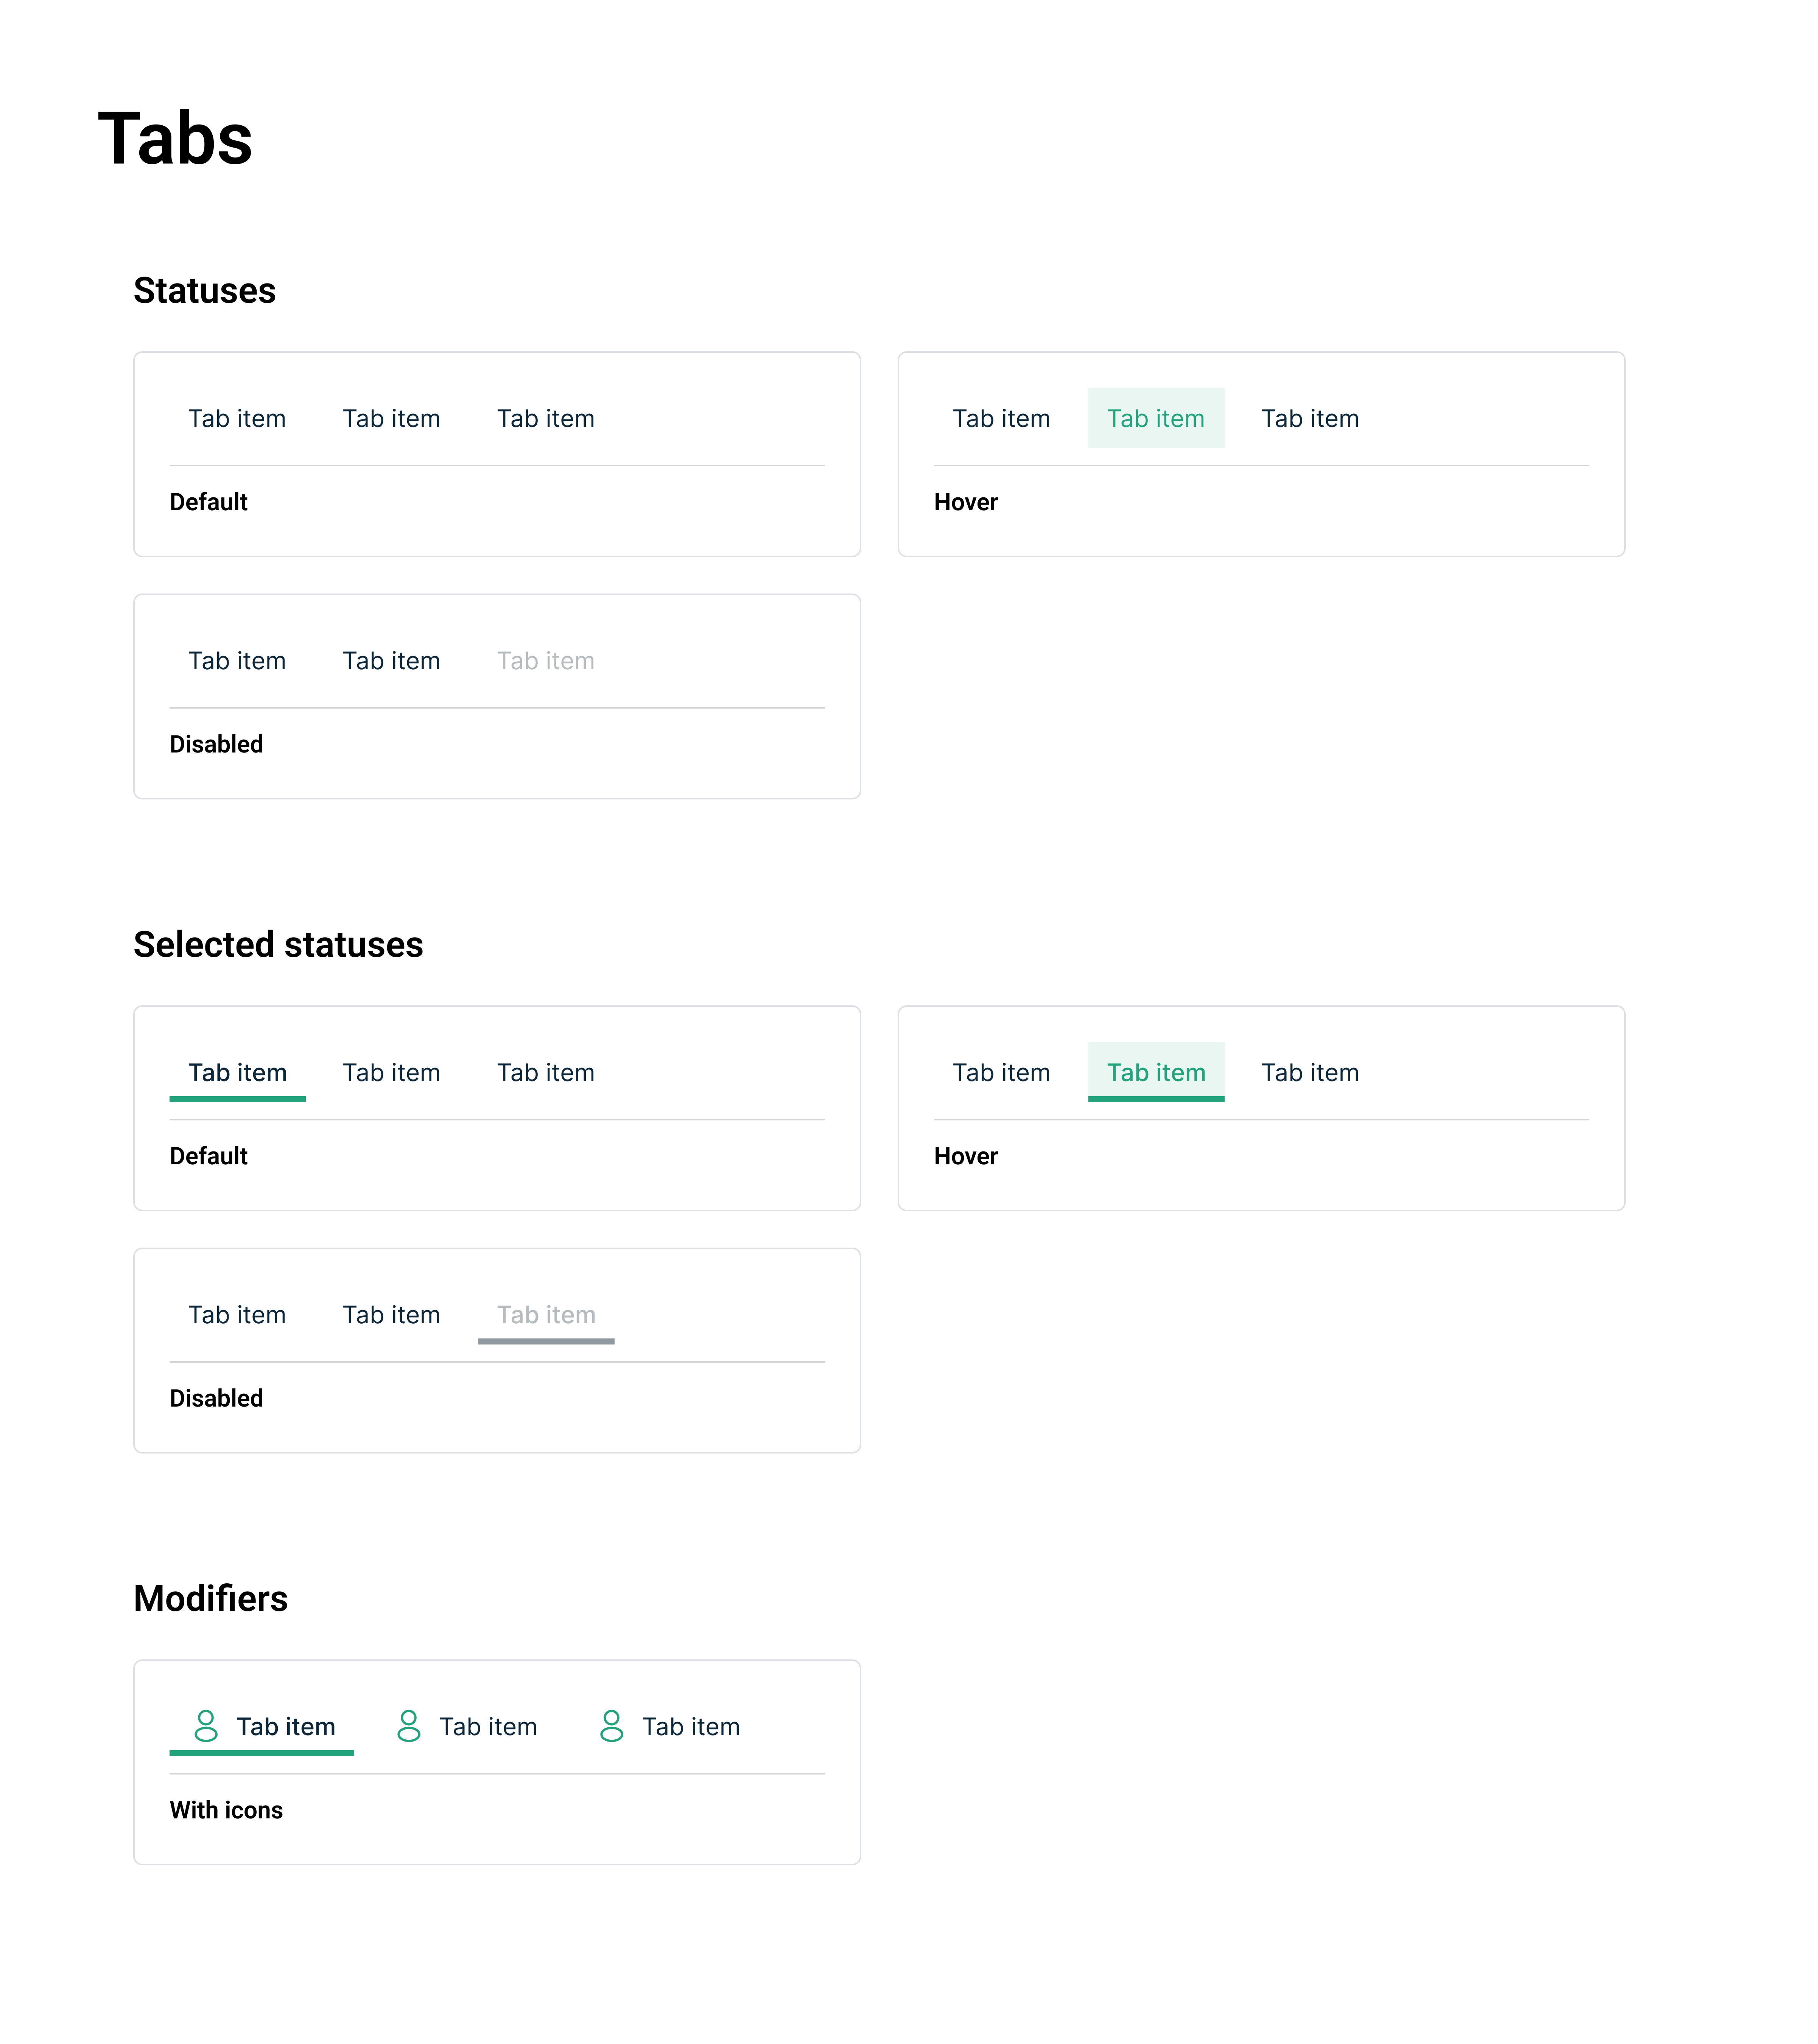 Tabs
Statuses
Tab item Tab item Tab item
Default
Tab item Tab item Tab item
Hover
Tab item Tab item Tab item
Disabled
Selected statuses
Tab item Tab item Tab item
Default
Tab item Tab item Tab item
Hover
Tab item Tab item Tab item
Disabled
Modifiers
Tab item Tab item Tab item
With icons